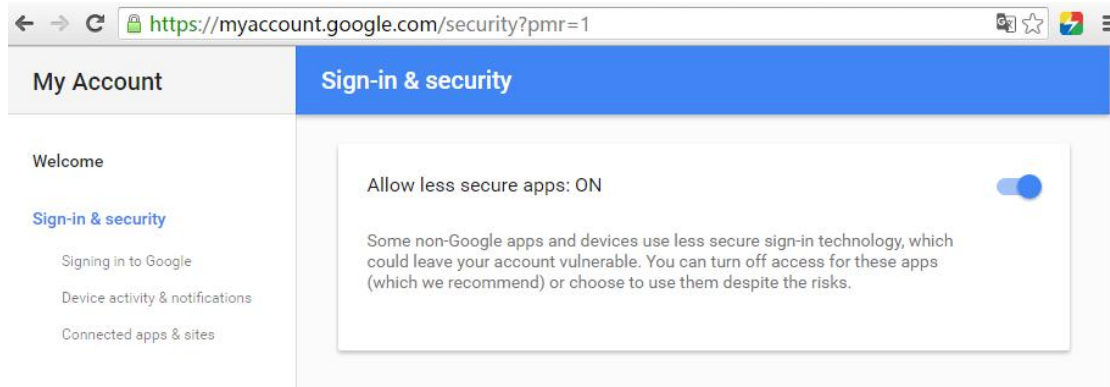 https://myaccount.google.com/security?pmr=1
My Account
Sign-in & security
Welcome
Sign-in & security
Signing in to Google
Device activity & notifications
Connected apps & sites
Allow less secure apps: ON
Some non-Google apps and devices use less secure sign-in technology, which
could leave your account vulnerable. You can turn off access for these apps
(which we recommend) or choose to use them despite the risks.